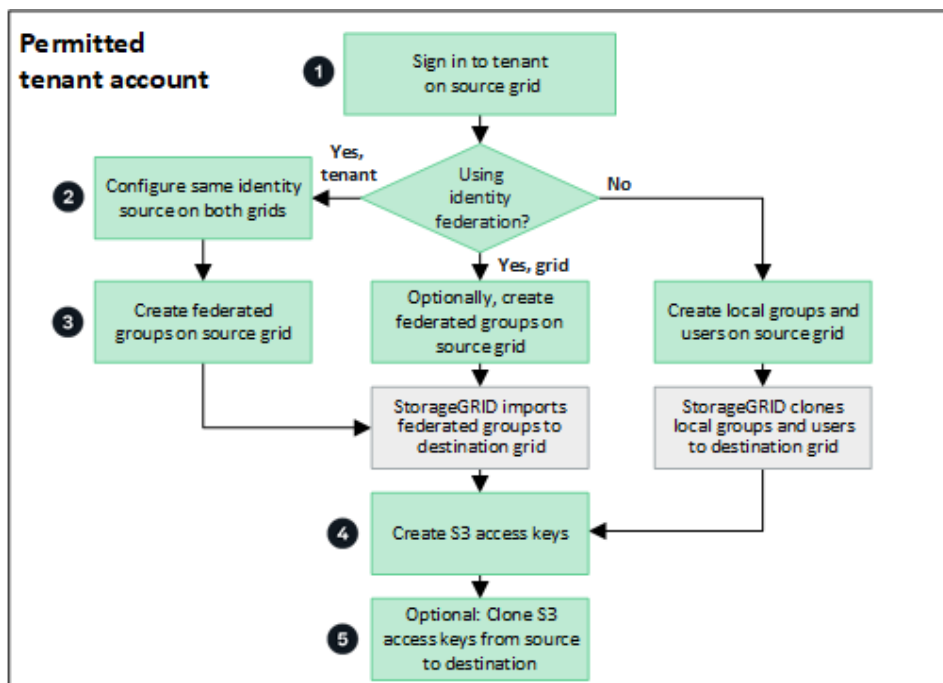 Permitted
tenant account
1
Sign in to tenant
on source grid
Yes,
tenant
Using
identity
federation?
No
2
Configure same identity
source on both grids
Yes, grid
3
Create federated
groups on source grid
Optionally, create
federated groups on
source grid
Create local groups and
users on source grid
StorageGRID imports
federated groups to
destination grid
StorageGRID clones
local groups and users
to destination grid
4
Create S3 access keys
5
Optional: Clone S3
access keys from source
to destination